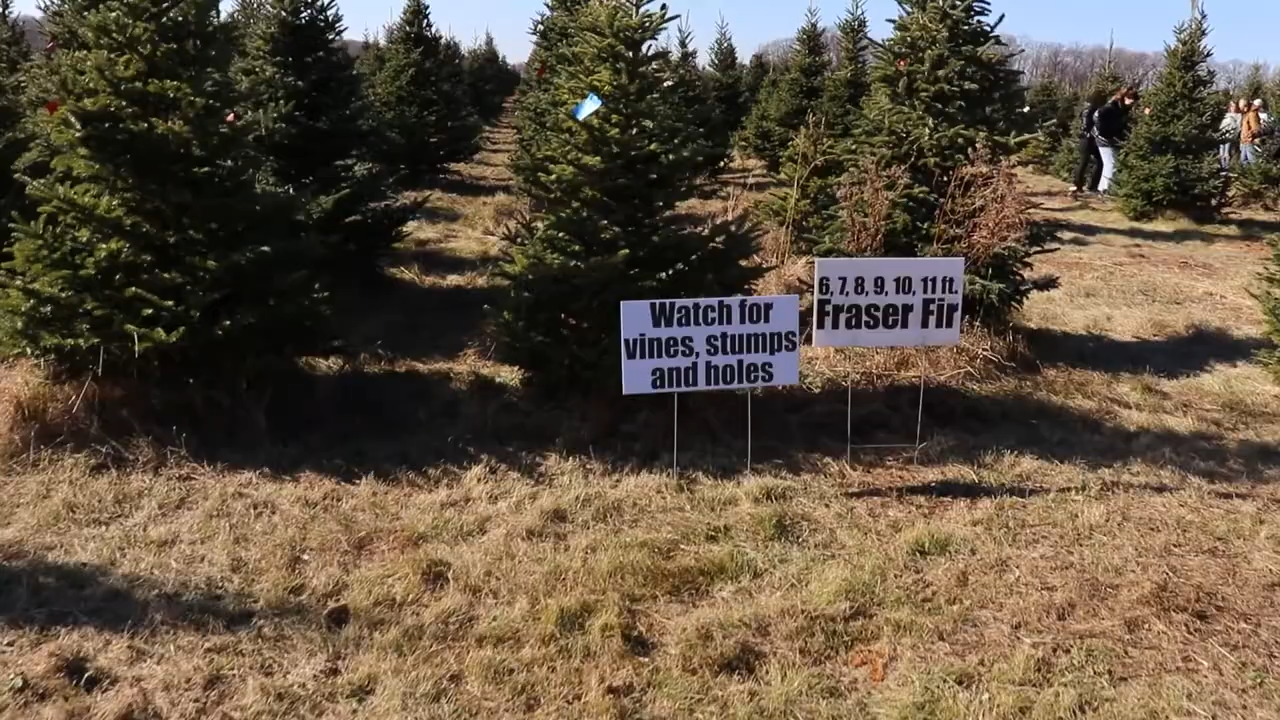 Watch for
vines, stumps
and holes
6, 7, 8, 9, 10, 11 ft.
Fraser Fir